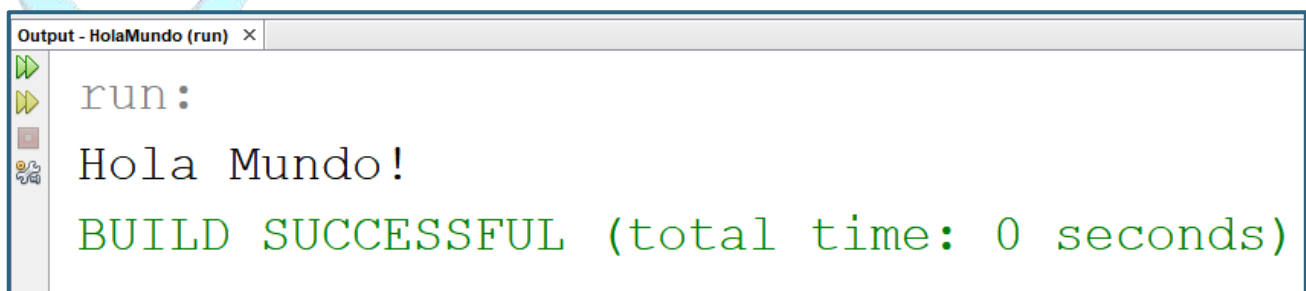 Output - HolaMundo (run) ×
run:
Hola Mundo!
BUILD SUCCESSFUL (total time: 0 seconds)